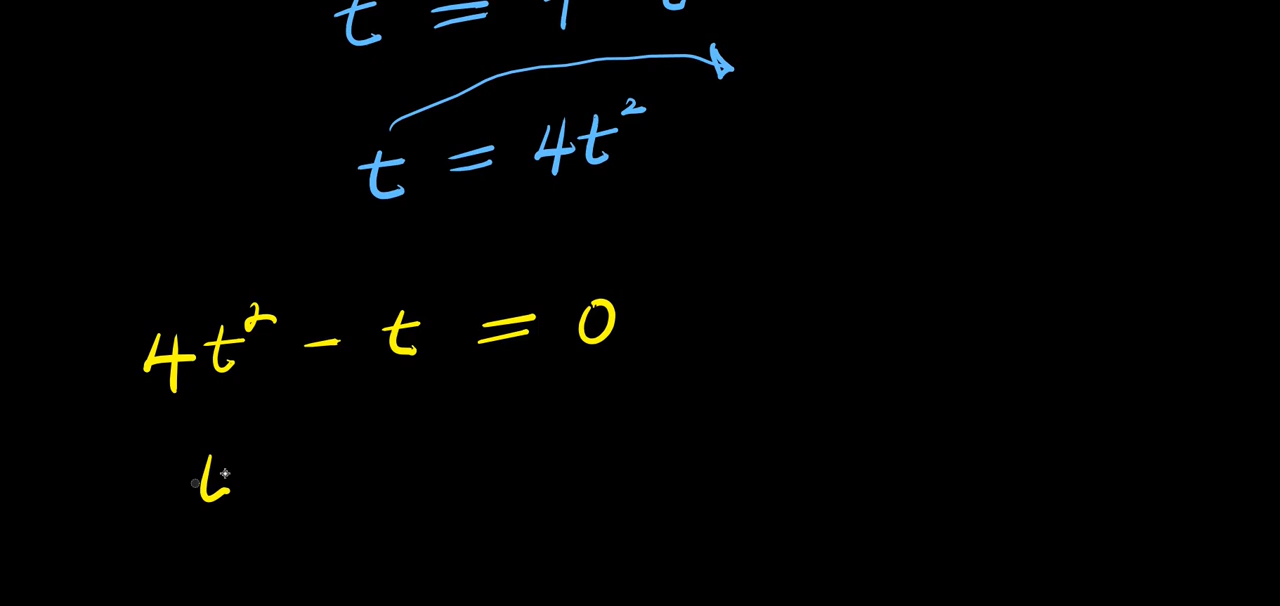 t =
t = 4t²
4t² - t = 0
t